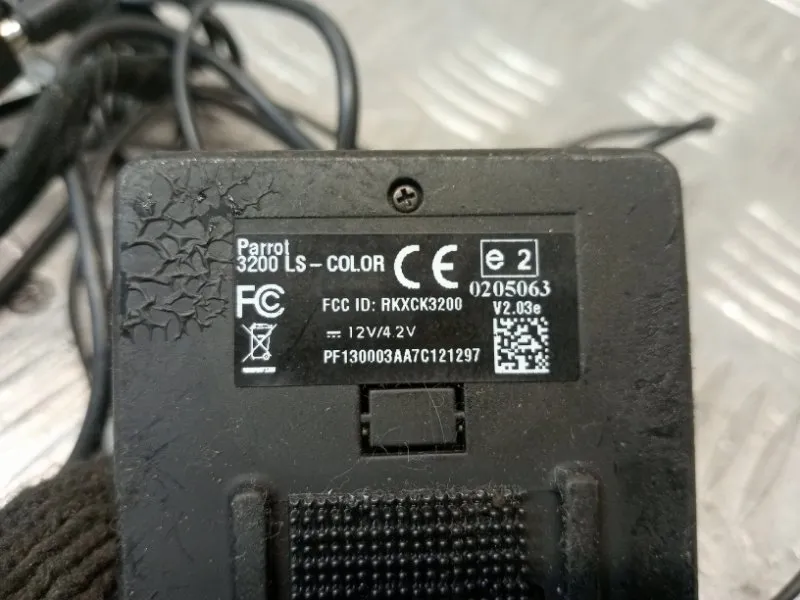 Parrot
3200 LS-COLOR
CE
e 2
0205063
FC
FCC ID: RKXCK3200
V2.03e
12V/4.2V
PF130003AA7C121297